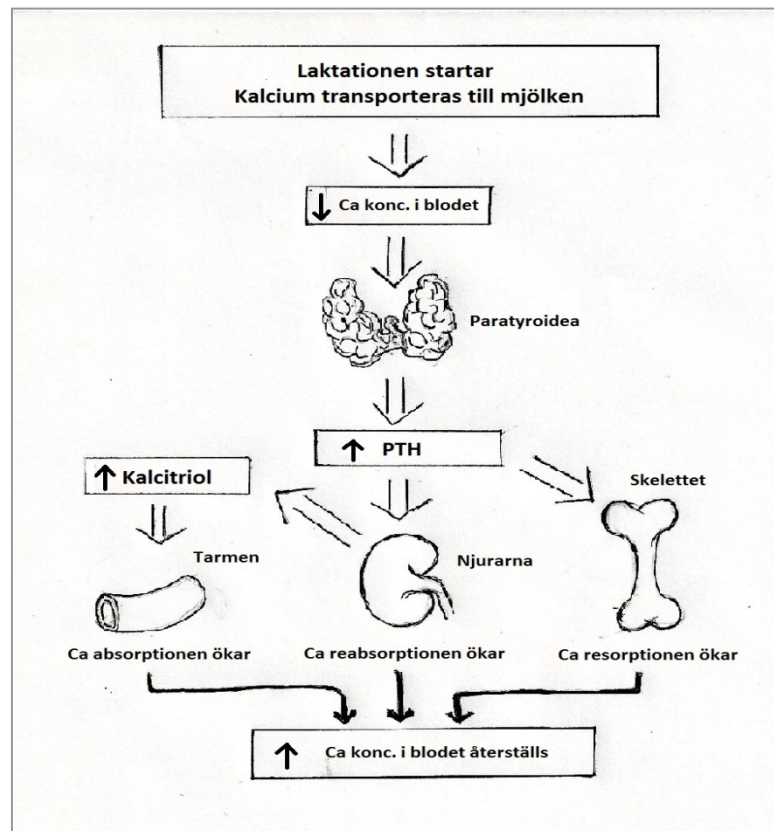 Laktationen startar
Kalcium transporteras till mjölken
↓ Ca konc. i blodet
Paratyroidea
↑ PTH
↑ Kalcitriol
Skelettet
Tarmen
Njurarna
Ca absorptionen ökar
Ca reabsorptionen ökar
Ca resorptionen ökar
↑ Ca konc. i blodet återställs